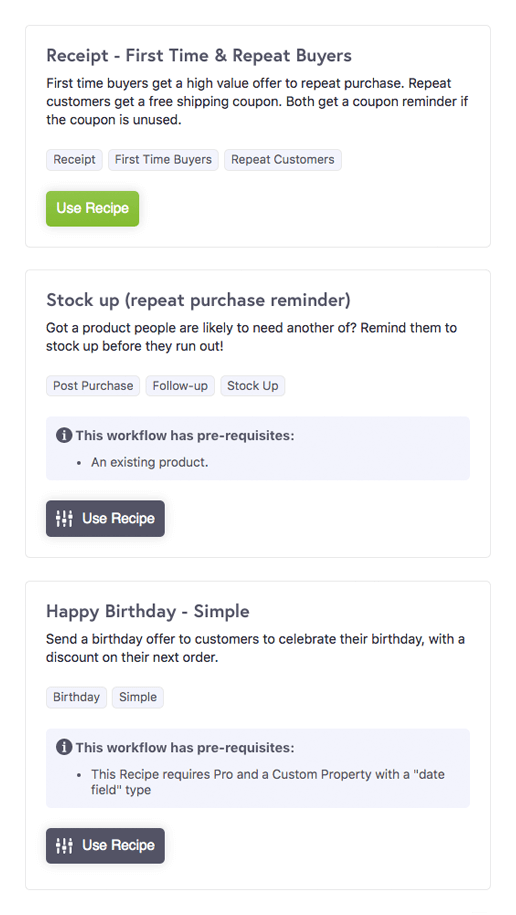 Receipt - First Time & Repeat Buyers
First time buyers get a high value offer to repeat purchase. Repeat
customers get a free shipping coupon. Both get a coupon reminder if
the coupon is unused.
Receipt First Time Buyers Repeat Customers
Use Recipe
Stock up (repeat purchase reminder)
Got a product people are likely to need another of? Remind them to
stock up before they run out!
Post Purchase Follow-up Stock Up
This workflow has pre-requisites:
• An existing product.
Use Recipe
Happy Birthday - Simple
Send a birthday offer to customers to celebrate their birthday, with a
discount on their next order.
Birthday Simple
This workflow has pre-requisites:
• This Recipe requires Pro and a Custom Property with a "date
field" type
Use Recipe